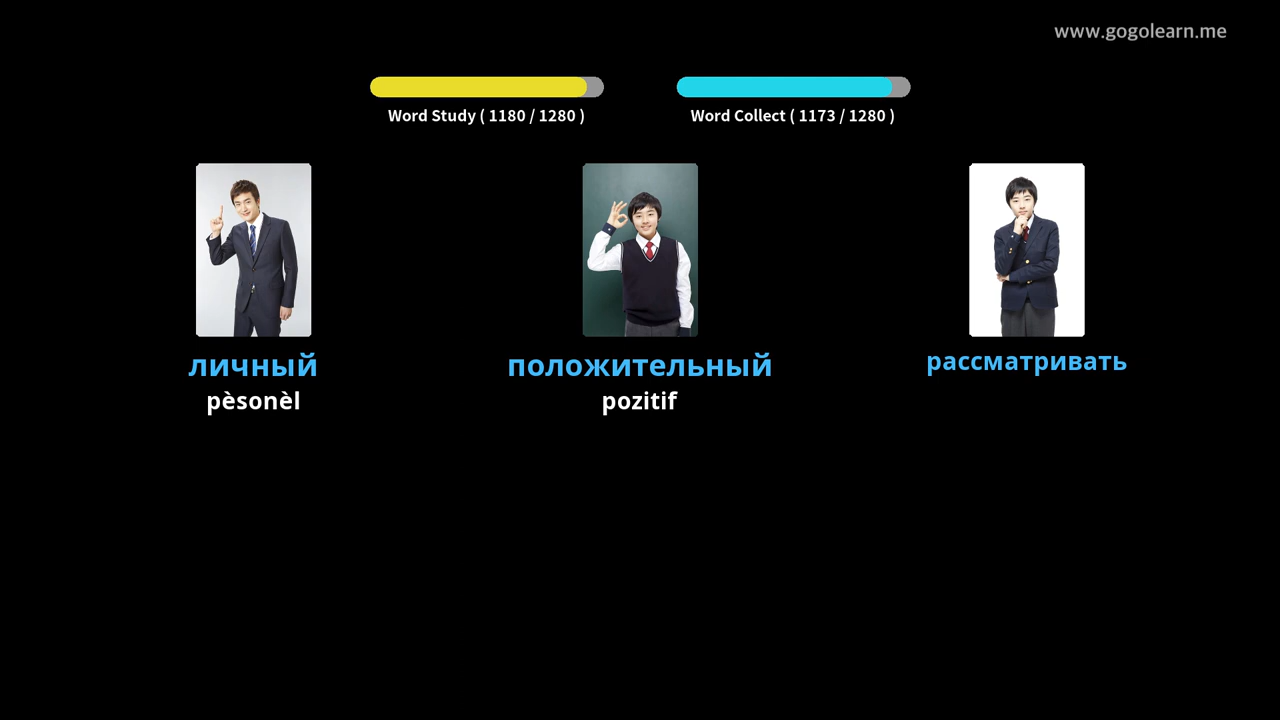 www.gogolearn.me
Word Study ( 1180 / 1280 )
Word Collect ( 1173 / 1280 )
личный
pèsonèl
положительный
pozitif
рассматривать